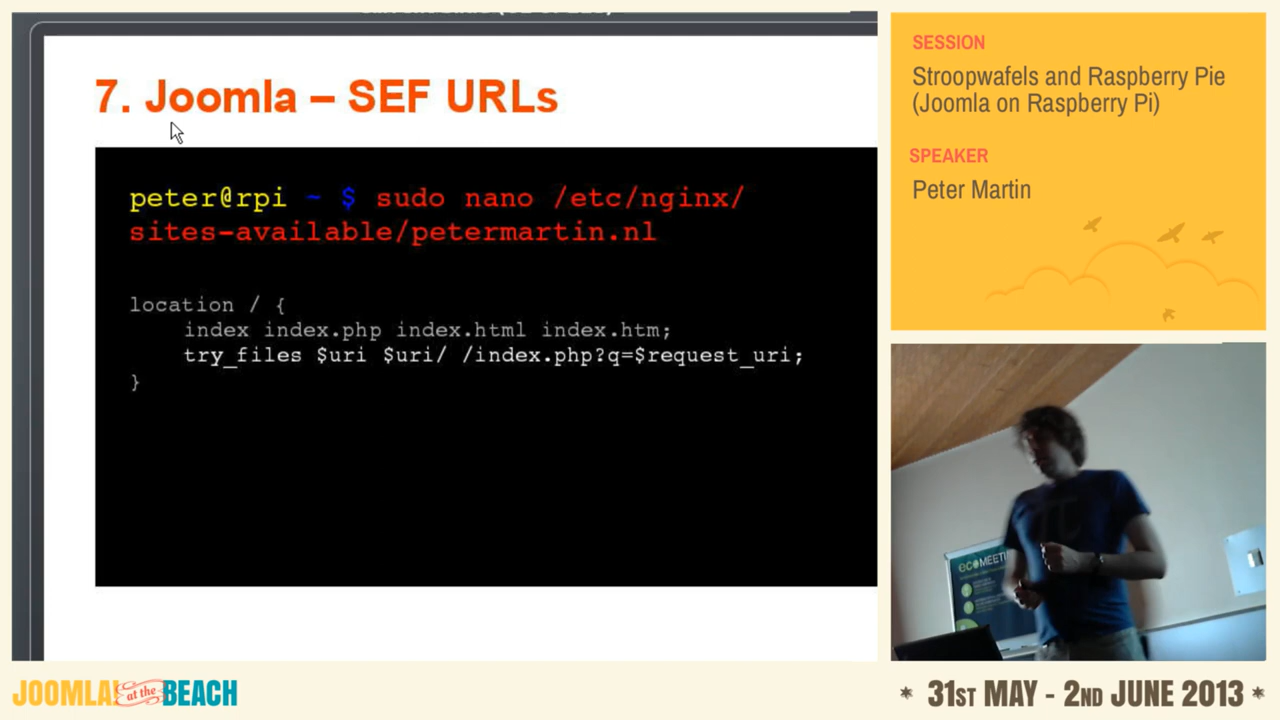 7. Joomla – SEF URLs
peter@rpi ~ $ sudo nano /etc/nginx/
sites-available/petermartin.nl
location / {
index index.php index.html index.htm;
try_files $uri $uri/ /index.php?q=$request_uri;
}
SESSION
Stroopwafels and Raspberry Pie
(Joomla on Raspberry Pi)
SPEAKER
Peter Martin
JOOMLA! at the BEACH
* 31ST MAY - 2ND JUNE 2013 *